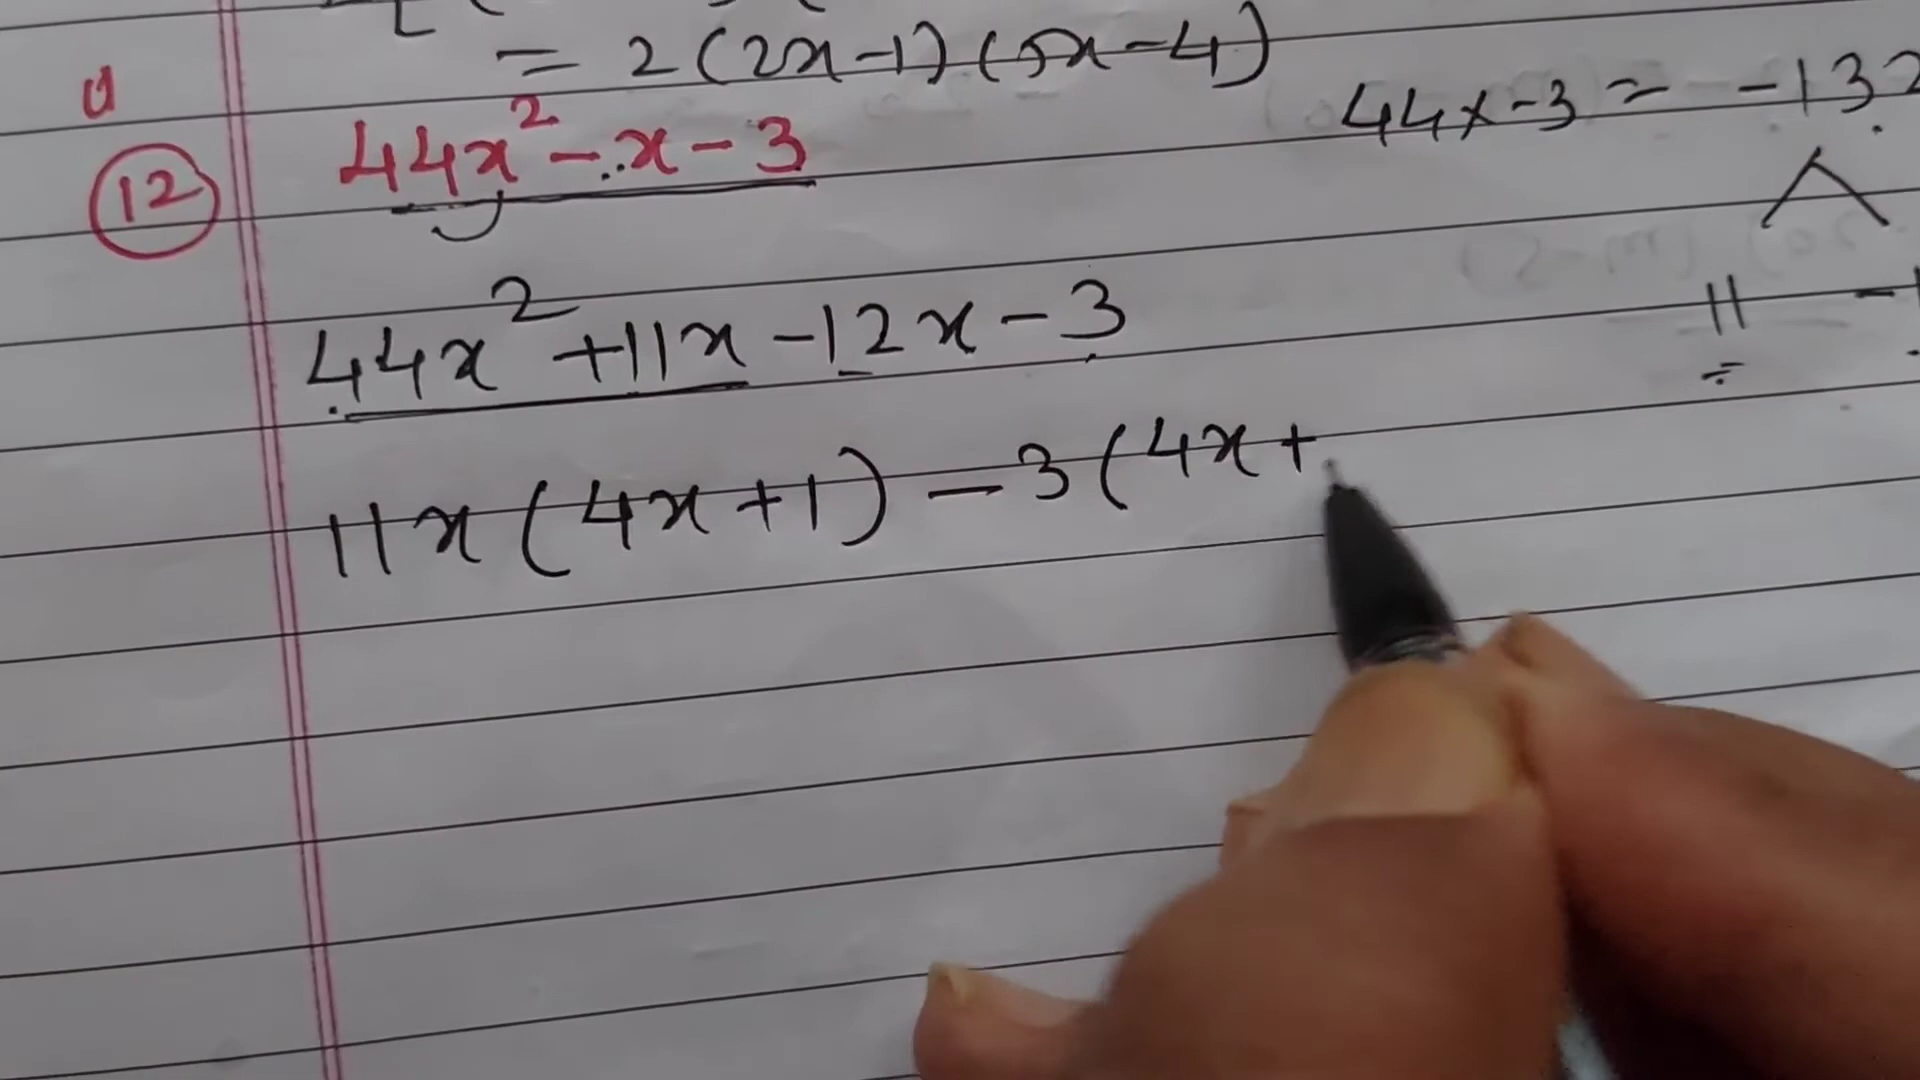 = 2 (2x-1) (5x-4)
44x-3 = -132
(12) 44x² - x - 3
44x² +11x -12x - 3
11 -1
11x (4x+1) - 3 (4x+